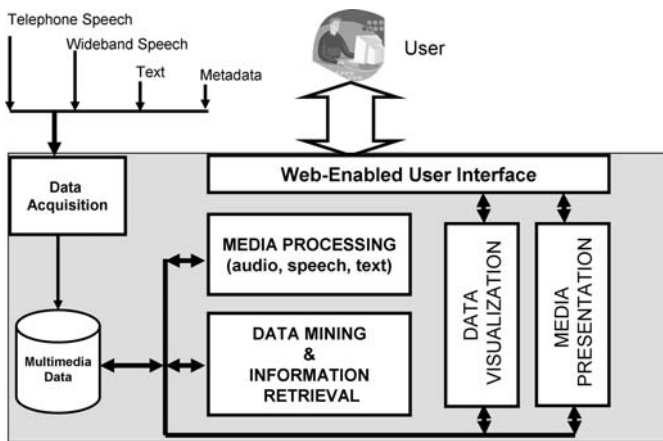 Telephone Speech
Wideband Speech
Text
Metadata
User
Data
Acquisition
Web-Enabled User Interface
MEDIA PROCESSING
(audio, speech, text)
DATA MINING
&
INFORMATION
RETRIEVAL
Multimedia
Data
DATA
VISUALIZATION
MEDIA
PRESENTATION